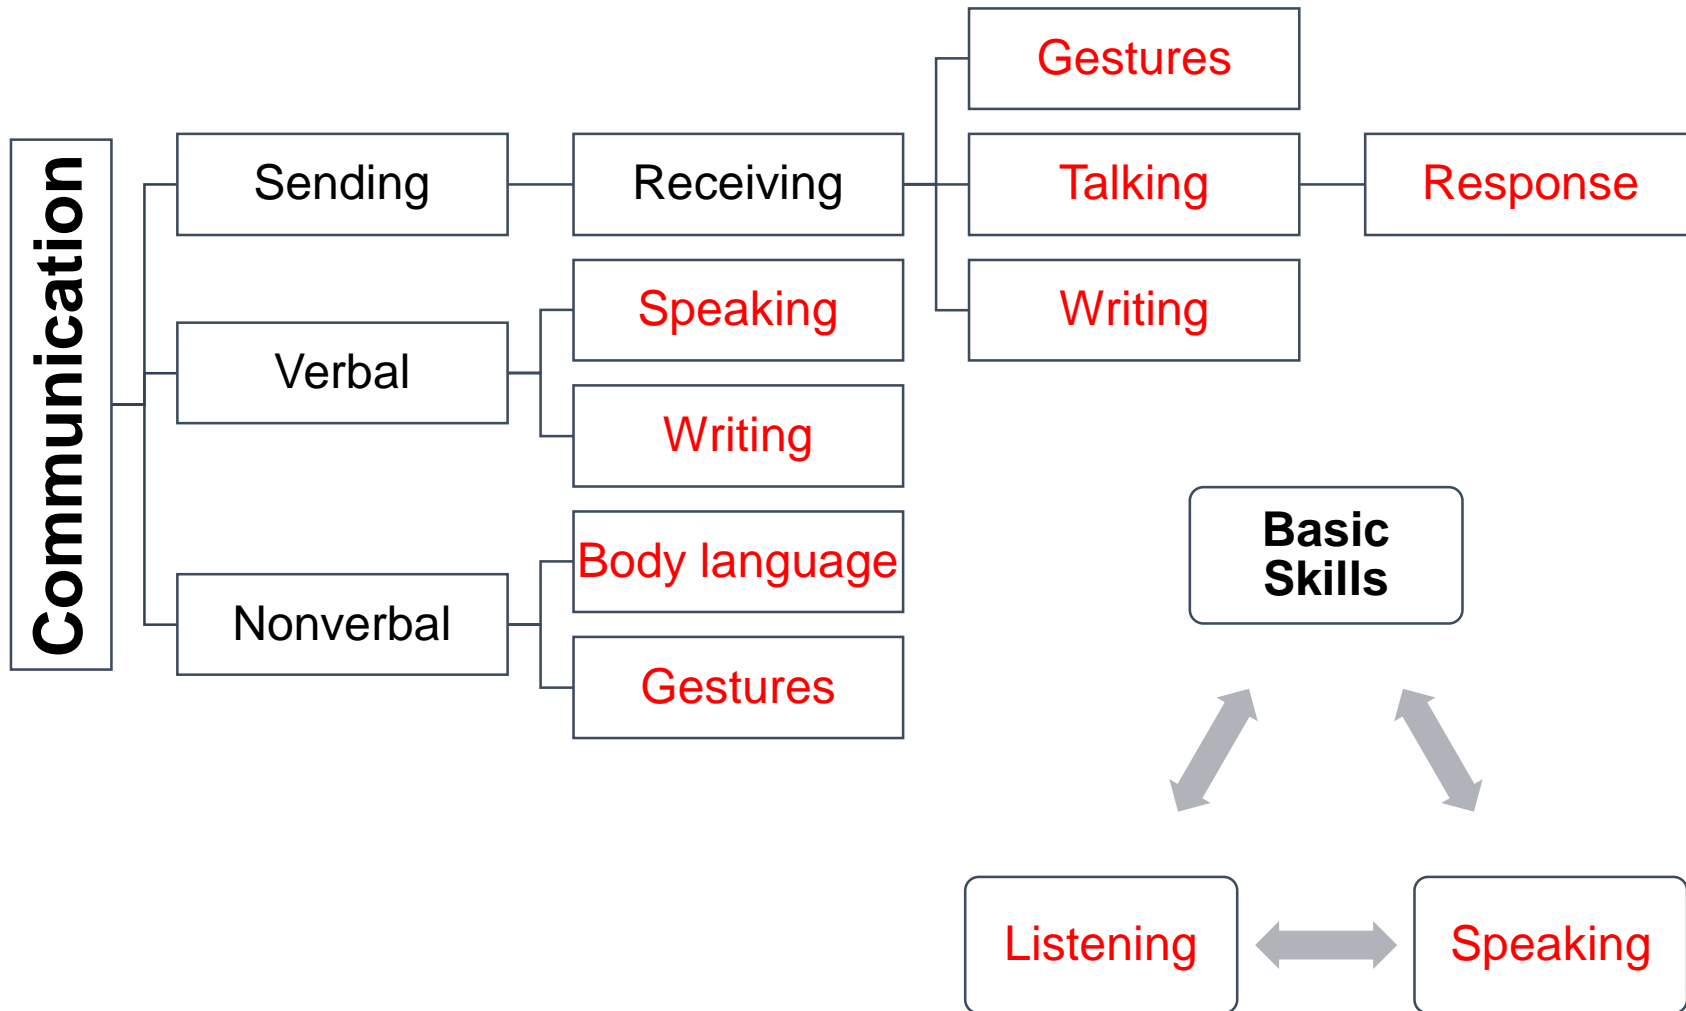 Communication
Sending
Receiving
Gestures
Talking
Writing
Response
Verbal
Speaking
Writing
Nonverbal
Body language
Gestures
Basic
Skills
Listening
Speaking